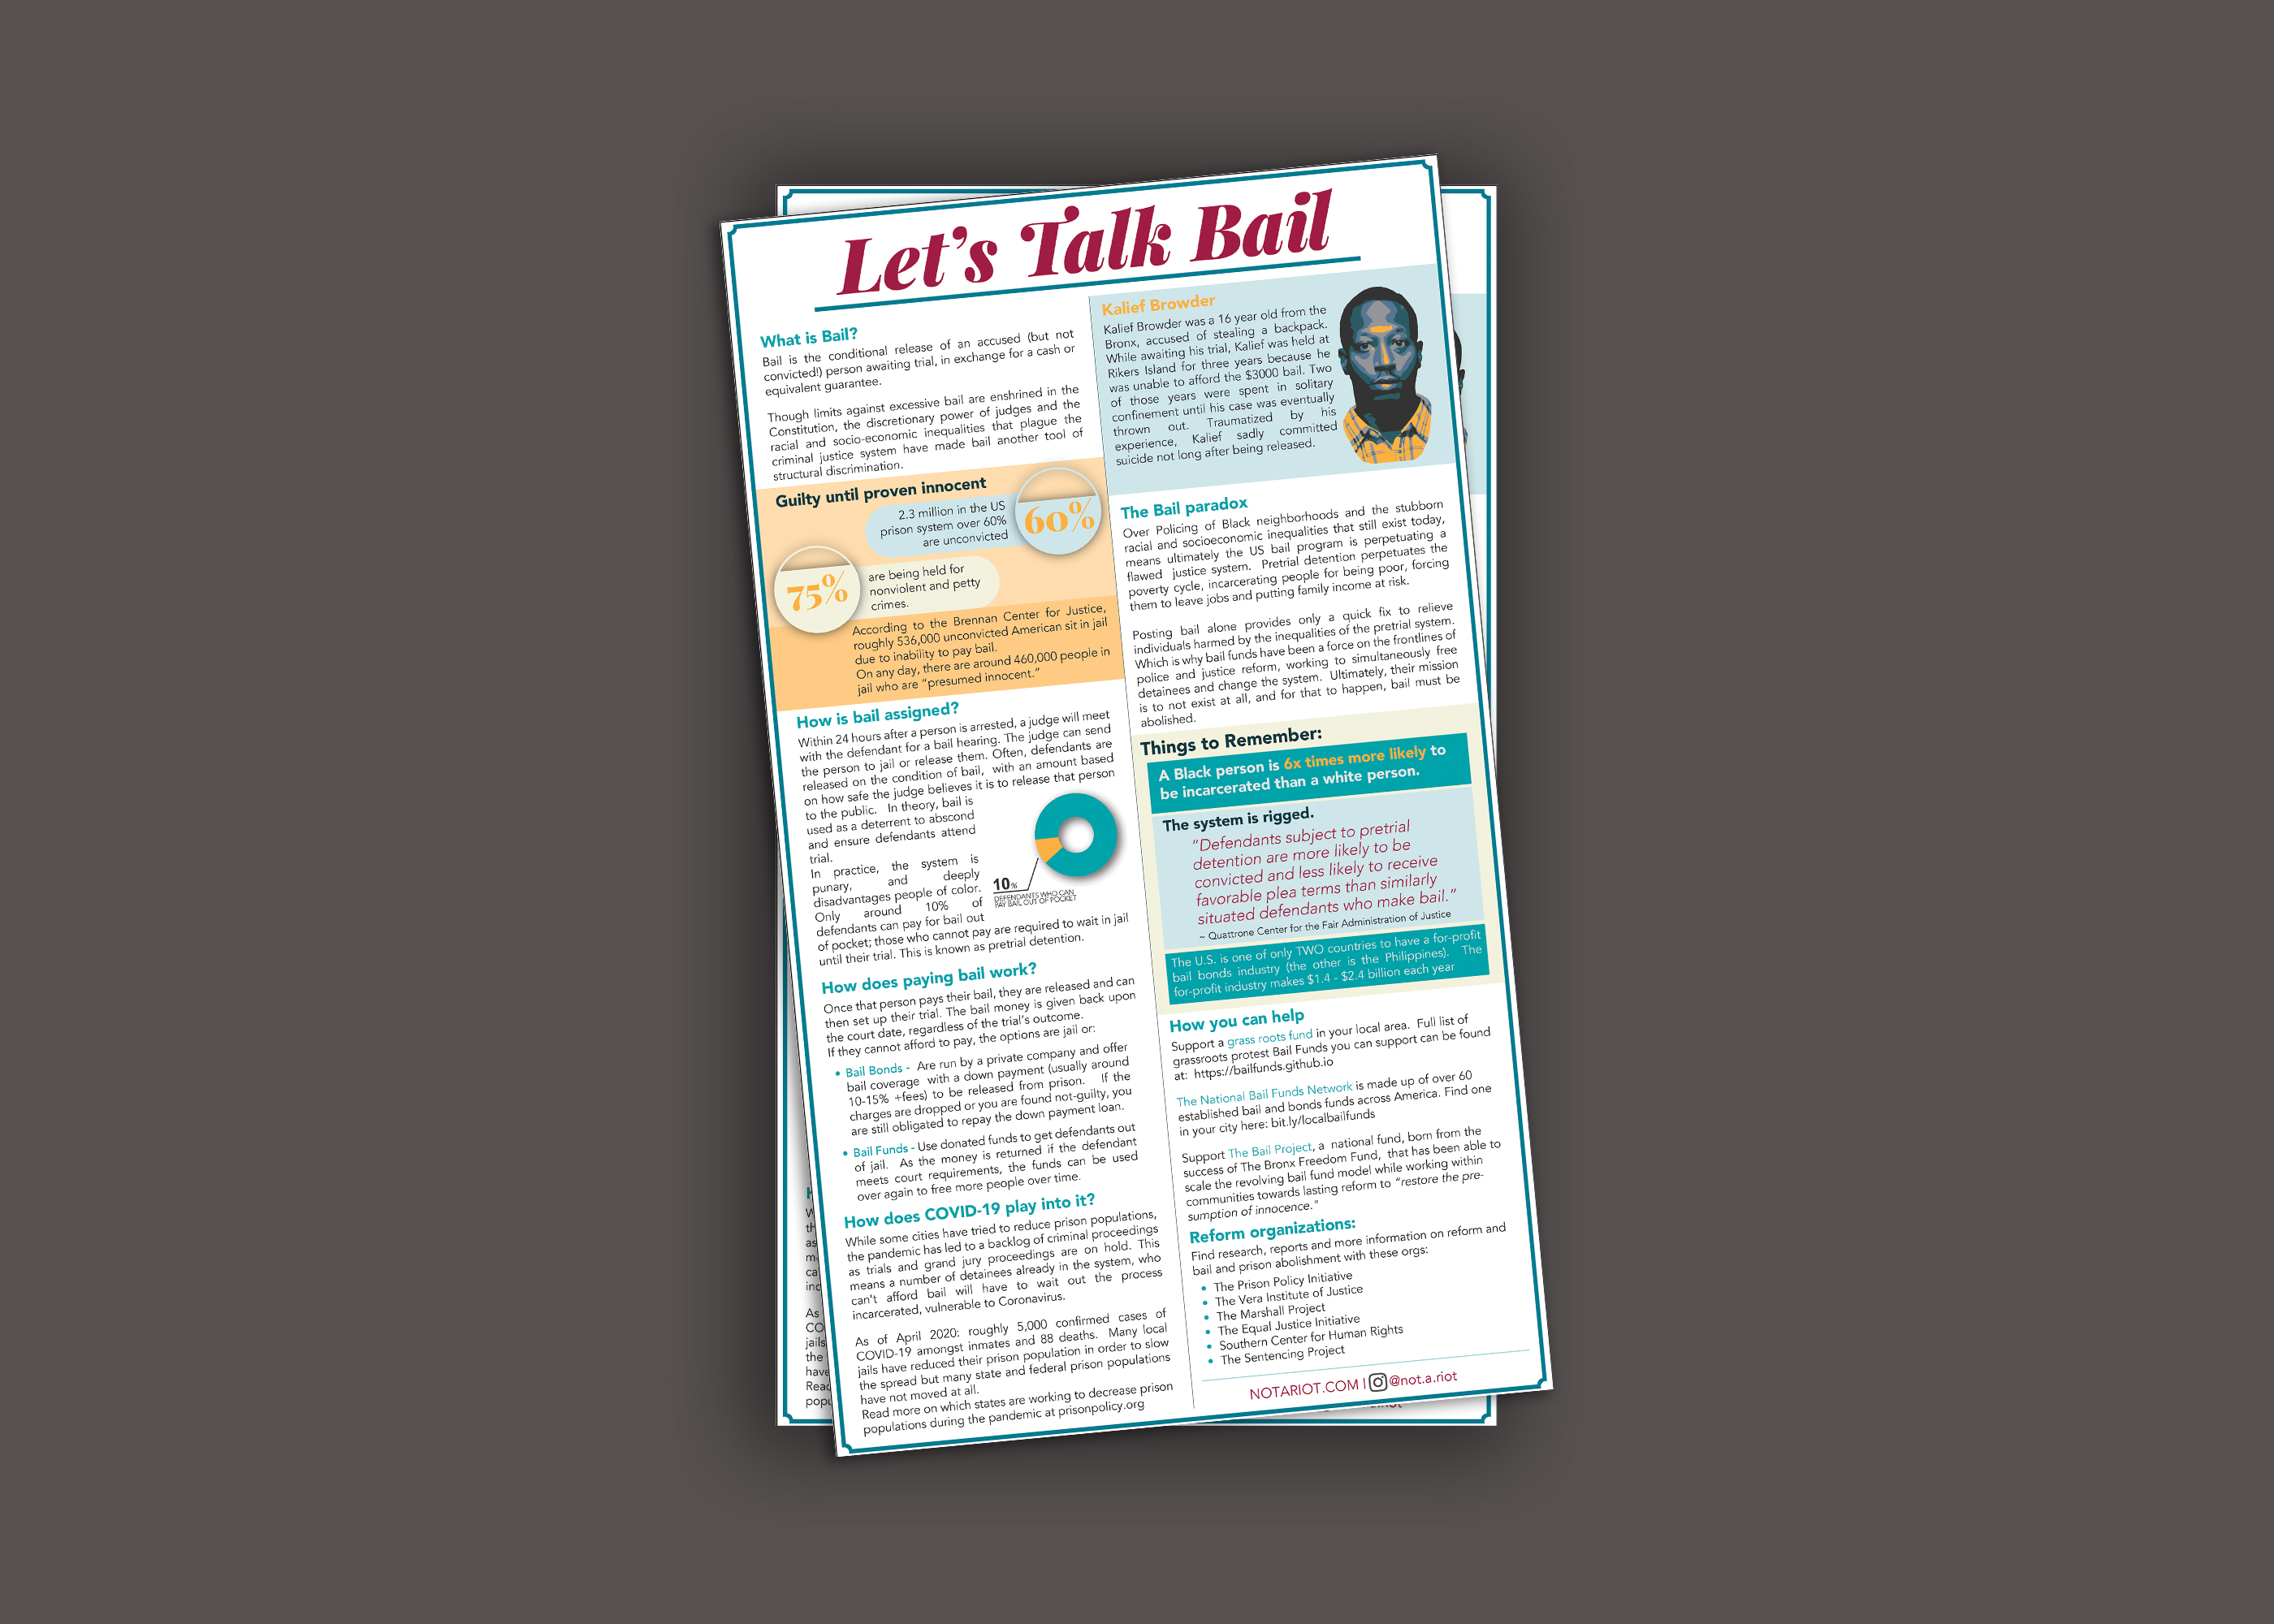 Let's Talk Bail
What is Bail?
Bail is the conditional release of an accused (but not
convicted!) person awaiting trial, in exchange for a cash or
equivalent guarantee.
Though limits against excessive bail are enshrined in the
Constitution, the discretionary power of judges and the
racial and socio-economic inequalities that plague the
criminal justice system have made bail another tool of
structural discrimination.
Guilty until proven innocent
2.3 million in the US
prison system over 60%
are unconvicted
60%
75%
are being held for
nonviolent and petty
crimes.
According to the Brennan Center for Justice,
roughly 536,000 unconvicted American sit in jail
due to inability to pay bail.
On any day, there are around 460,000 people in
jail who are "presumed innocent."
How is bail assigned?
Within 24 hours after a person is arrested, a judge will meet
with the defendant for a bail hearing. The judge can send
the person to jail or release them. Often, defendants are
released on the condition of bail, with an amount based
on how safe the judge believes it is to release that person
to the public. In theory, bail is
used as a deterrent to abscond
and ensure defendants attend
trial.
In practice, the system is
punary, and deeply
disadvantages people of color.
Only around 10% of
defendants can pay for bail out
of pocket; those who cannot pay are required to wait in jail
until their trial. This is known as pretrial detention.
10%
DEFENDANTS WHO CAN
PAY BAIL OUT OF POCKET
How does paying bail work?
Once that person pays their bail, they are released and can
then set up their trial. The bail money is given back upon
the court date, regardless of the trial's outcome.
If they cannot afford to pay, the options are jail or:
• Bail Bonds - Are run by a private company and offer
bail coverage with a down payment (usually around
10-15% +fees) to be released from prison. If the
charges are dropped or you are found not-guilty, you
are still obligated to repay the down payment loan.
• Bail Funds - Use donated funds to get defendants out
of jail. As the money is returned if the defendant
meets court requirements, the funds can be used
over again to free more people over time.
How does COVID-19 play into it?
While some cities have tried to reduce prison populations,
the pandemic has led to a backlog of criminal proceedings
as trials and grand jury proceedings are on hold. This
means a number of detainees already in the system, who
can't afford bail will have to wait out the process
incarcerated, vulnerable to Coronavirus.
As of April 2020: roughly 5,000 confirmed cases of
COVID-19 amongst inmates and 88 deaths. Many local
jails have reduced their prison population in order to slow
the spread but many state and federal prison populations
have not moved at all.
Read more on which states are working to decrease prison
populations during the pandemic at prisonpolicy.org
Kalief Browder
Kalief Browder was a 16 year old from the
Bronx, accused of stealing a backpack.
While awaiting his trial, Kalief was held at
Rikers Island for three years because he
was unable to afford the $3000 bail. Two
of those years were spent in solitary
confinement until his case was eventually
thrown out. Traumatized by his
experience, Kalief sadly committed
suicide not long after being released.
The Bail paradox
Over Policing of Black neighborhoods and the stubborn
racial and socioeconomic inequalities that still exist today,
means ultimately the US bail program is perpetuating a
flawed justice system. Pretrial detention perpetuates the
poverty cycle, incarcerating people for being poor, forcing
them to leave jobs and putting family income at risk.
Posting bail alone provides only a quick fix to relieve
individuals harmed by the inequalities of the pretrial system.
Which is why bail funds have been a force on the frontlines of
police and justice reform, working to simultaneously free
detainees and change the system. Ultimately, their mission
is to not exist at all, and for that to happen, bail must be
abolished.
Things to Remember:
A Black person is 6x times more likely to
be incarcerated than a white person.
The system is rigged.
"Defendants subject to pretrial
detention are more likely to be
convicted and less likely to receive
favorable plea terms than similarly
situated defendants who make bail."
~ Quattrone Center for the Fair Administration of Justice
The U.S. is one of only TWO countries to have a for-profit
bail bonds industry (the other is the Philippines). The
for-profit industry makes $1.4 - $2.4 billion each year
How you can help
Support a grass roots fund in your local area. Full list of
grassroots protest Bail Funds you can support can be found
at: https://bailfunds.github.io
The National Bail Funds Network is made up of over 60
established bail and bonds funds across America. Find one
in your city here: bit.ly/localbailfunds
Support The Bail Project, a national fund, born from the
success of The Bronx Freedom Fund, that has been able to
scale the revolving bail fund model while working within
communities towards lasting reform to "restore the pre-
sumption of innocence."
Reform organizations:
Find research, reports and more information on reform and
bail and prison abolishment with these orgs:
• The Prison Policy Initiative
• The Vera Institute of Justice
• The Marshall Project
• The Equal Justice Initiative
• Southern Center for Human Rights
• The Sentencing Project
NOTARIOT.COM | @not.a.riot